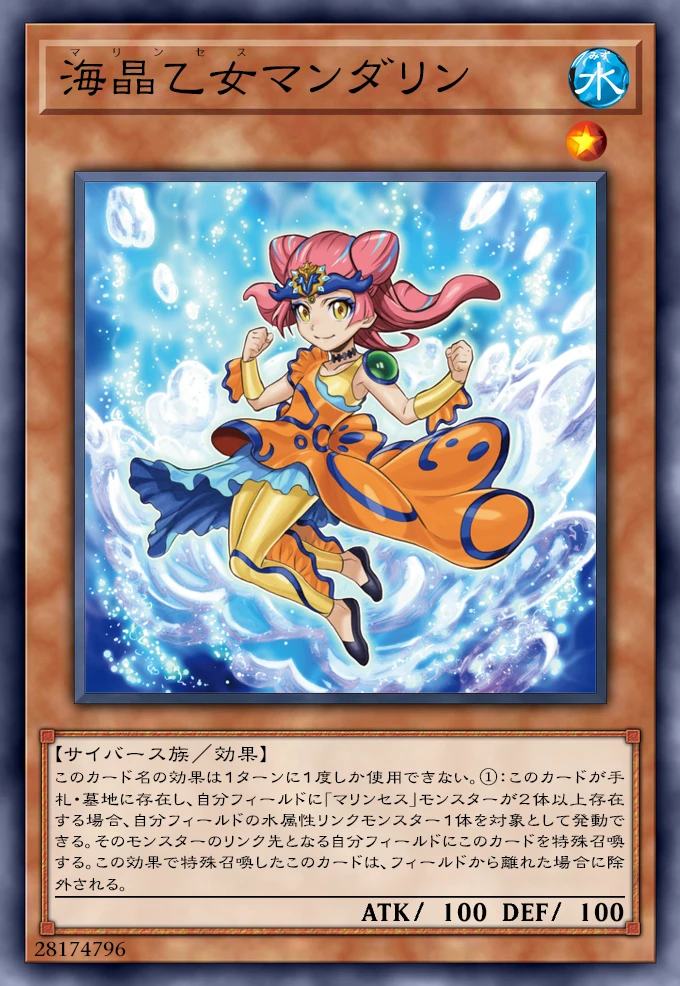 マリンセス
海晶乙女マンダリン
みず
水
【サイバース族／効果】
このカード名の効果は１ターンに１度しか使用できない。①：このカードが手
札・墓地に存在し、自分フィールドに「マリンセス」モンスターが２体以上存在
する場合、自分フィールドの水属性リンクモンスター１体を対象として発動で
きる。そのモンスターのリンク先となる自分フィールドにこのカードを特殊召喚
する。この効果で特殊召喚したこのカードは、フィールドから離れた場合に除
外される。
ATK/ 100 DEF/ 100
28174796